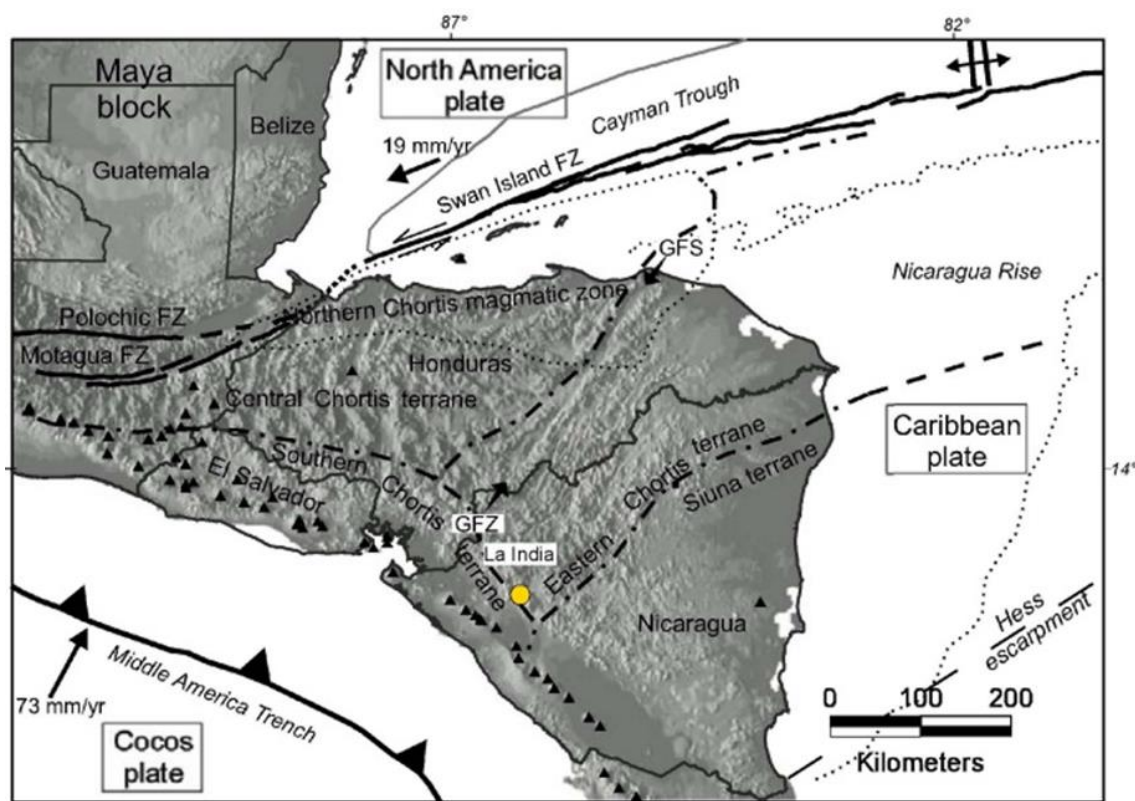 87°
82°
Maya
block
North America
plate
Belize
Guatemala
19 mm/yr
Cayman Trough
Swan Island FZ
GFS
Nicaragua Rise
Polochic FZ
Northern Chortis magmatic zone
Motagua FZ
Honduras
Central Chortis terrane
Caribbean
plate
14°
Southern
Chortis
terrane
El Salvador
Eastern
Chortis terrane
Siuna terrane
GFZ
La India
Nicaragua
Hess
escarpment
73 mm/yr
Middle America Trench
Cocos
plate
0 100 200
Kilometers